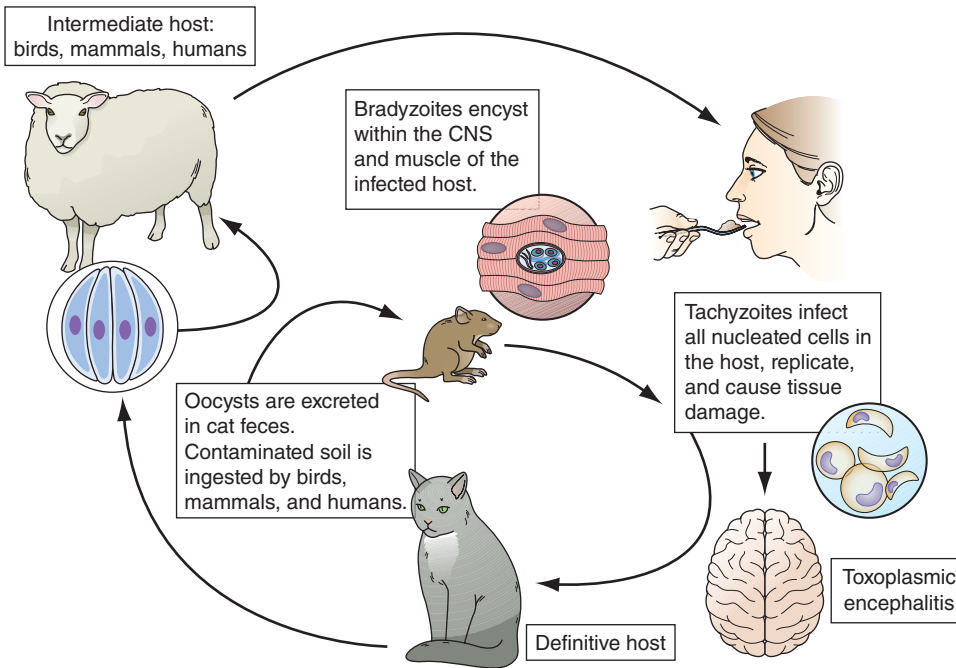 Intermediate host:
birds, mammals, humans
Bradyzoites encyst
within the CNS
and muscle of the
infected host.
Tachyzoites infect
all nucleated cells in
the host, replicate,
and cause tissue
damage.
Oocysts are excreted
in cat feces.
Contaminated soil is
ingested by birds,
mammals, and humans.
Toxoplasmic
encephalitis
Definitive host